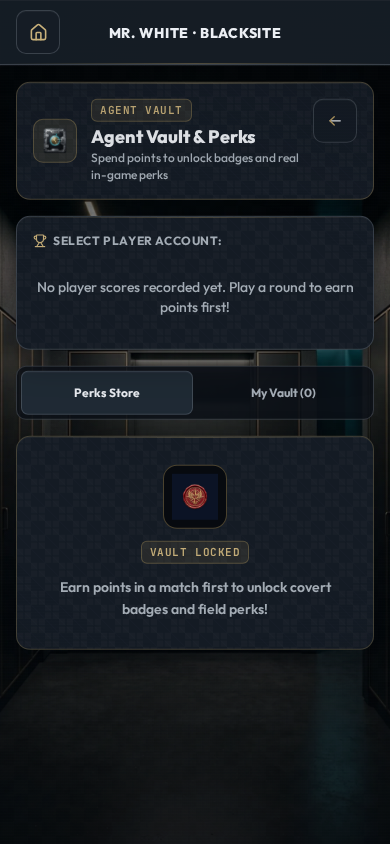 MR. WHITE · BLACKSITE
AGENT VAULT
Agent Vault & Perks
Spend points to unlock badges and real
in-game perks
SELECT PLAYER ACCOUNT:
No player scores recorded yet. Play a round to earn
points first!
Perks Store
My Vault (0)
VAULT LOCKED
Earn points in a match first to unlock covert
badges and field perks!